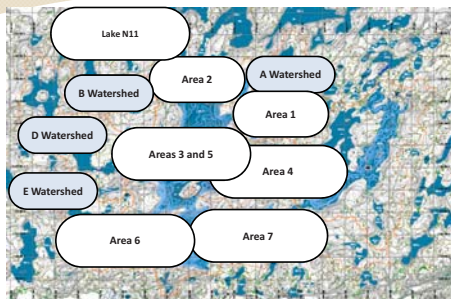 Lake N11
Area 2
A Watershed
B Watershed
Area 1
D Watershed
Areas 3 and 5
Area 4
E Watershed
Area 6
Area 7